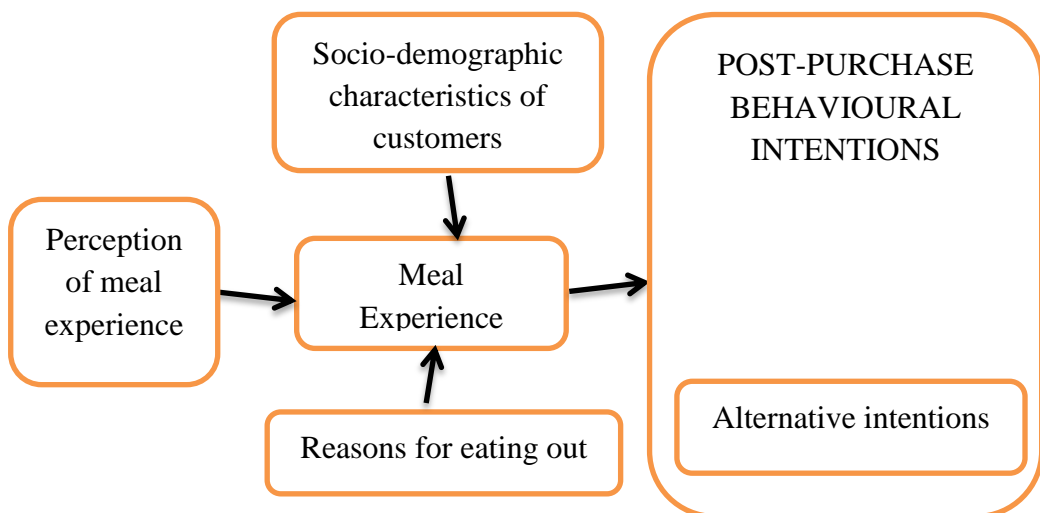 Socio-demographic
characteristics of
customers
POST-PURCHASE
BEHAVIOURAL
INTENTIONS
Perception
of meal
experience
Meal
Experience
Reasons for eating out
Alternative intentions